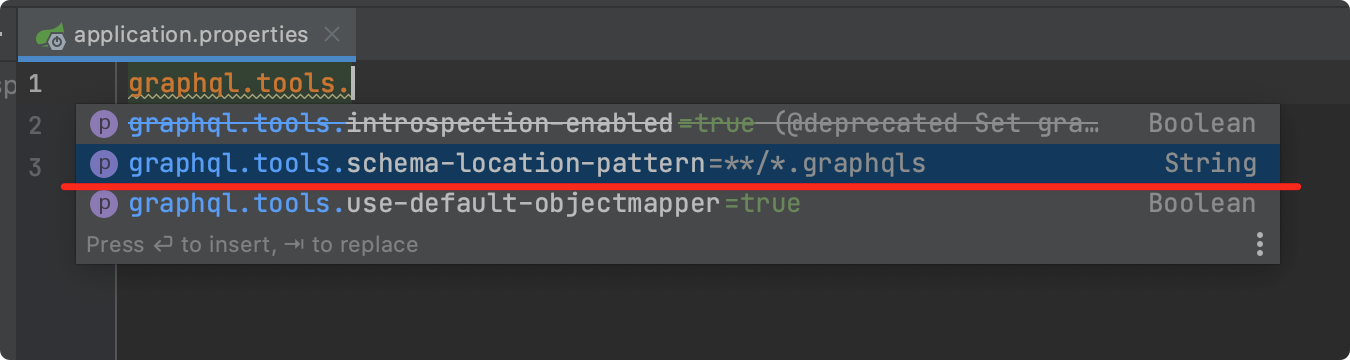 application.properties
sp
1 graphql.tools.
2
graphql.tools.introspection-enabled=true (@deprecated Set gra… Boolean
3
graphql.tools.schema-location-pattern=**/*.graphqls String
graphql.tools.use-default-objectmapper=true Boolean
Press ↩ to insert, ⇥ to replace